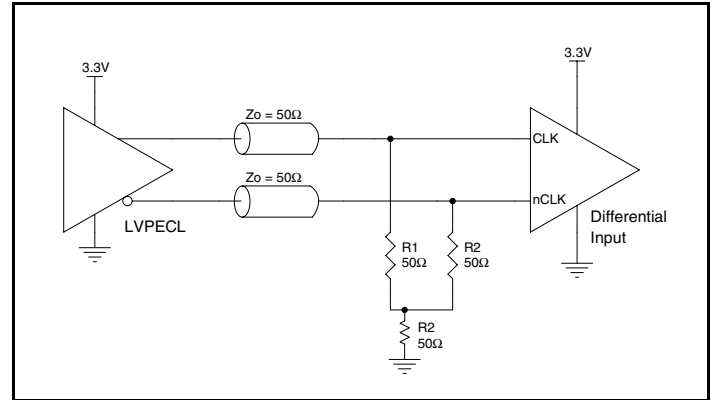 3.3V
3.3V
Zo = 50Ω
CLK
Zo = 50Ω
nCLK
LVPECL
Differential
Input
R1
50Ω
R2
50Ω
R2
50Ω